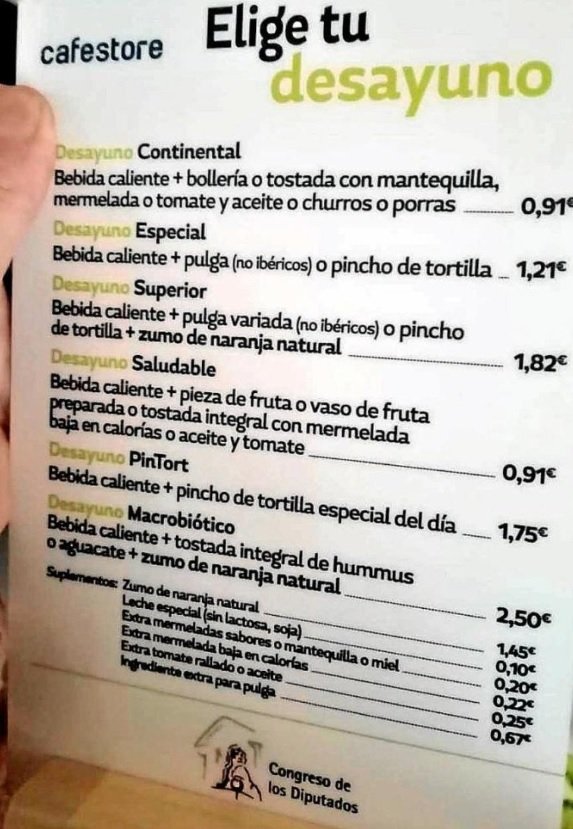 cafestore
Elige tu
desayuno
Desayuno Continental
Bebida caliente + bollería o tostada con mantequilla,
mermelada o tomate y aceite o churros o porras 0,91€
Desayuno Especial
Bebida caliente + pulga (no ibéricos) o pincho de tortilla 1,21€
Desayuno Superior
Bebida caliente + pulga variada (no ibéricos) o pincho
de tortilla + zumo de naranja natural 1,82€
Desayuno Saludable
Bebida caliente + pieza de fruta o vaso de fruta
preparada o tostada integral con mermelada
baja en calorías o aceite y tomate 0,91€
Desayuno PinTort
Bebida caliente + pincho de tortilla especial del día 1,75€
Desayuno Macrobiótico
Bebida caliente + tostada integral de hummus
o aguacate + zumo de naranja natural 2,50€
Suplementos: Zumo de naranja natural 1,45€
Leche especial (sin lactosa, soja) 0,10€
Extra mermeladas sabores o mantequilla o miel 0,20€
Extra mermelada baja en calorías 0,22€
Extra tomate rallado o aceite 0,25€
Ingrediente extra para pulga 0,67€
Congreso de
los Diputados